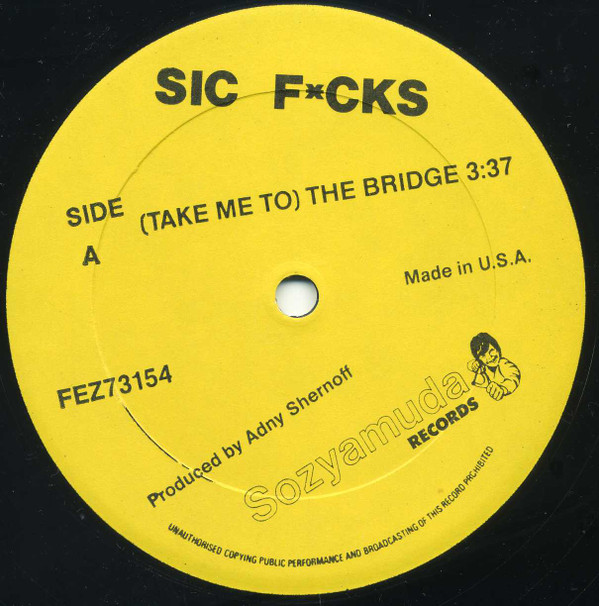 SIC F*CKS
SIDE
A
(TAKE ME TO) THE BRIDGE 3:37
Made in U.S.A.
FEZ73154
Produced by Adny Shernoff
Sozyamuda
RECORDS
UNAUTHORISED COPYING PUBLIC PERFORMANCE AND BROADCASTING OF THIS RECORD PROHIBITED